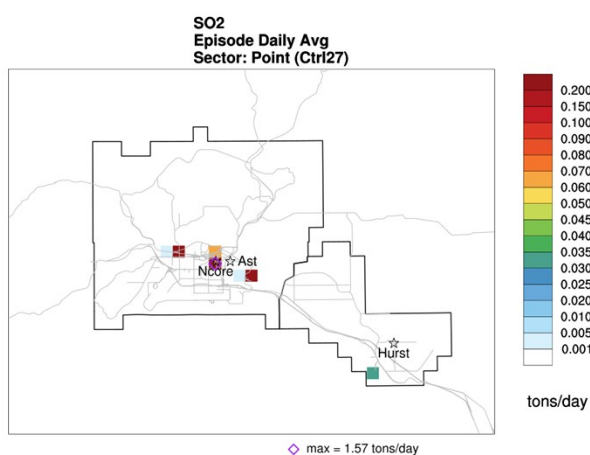 SO2
Episode Daily Avg
Sector: Point (Ctrl27)
0.200
0.150
0.100
0.090
0.080
0.070
0.060
0.050
0.045
0.040
0.035
0.030
0.025
0.020
0.010
0.005
0.001
Ast
Ncore
Hurst
tons/day
max = 1.57 tons/day